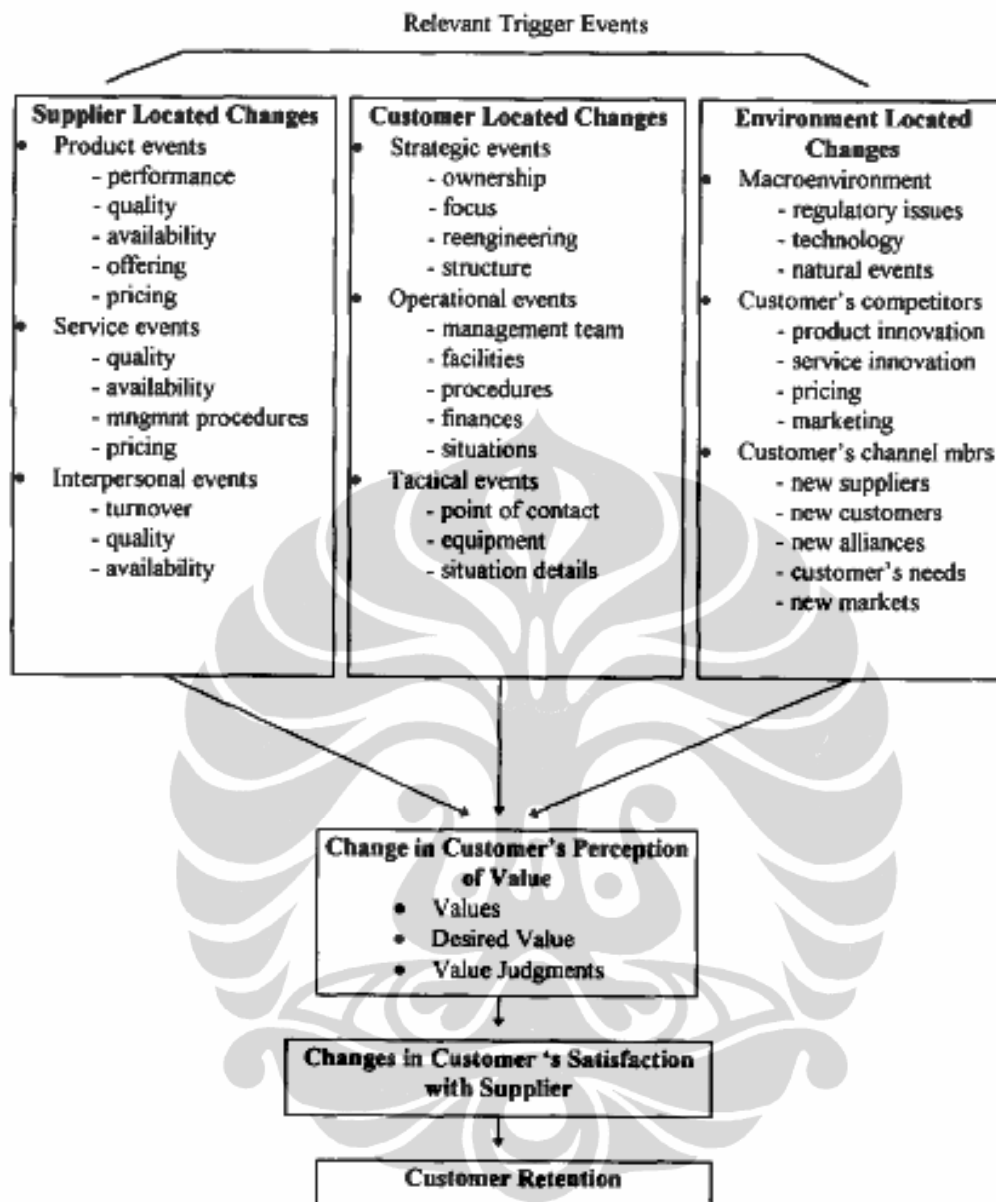 Relevant Trigger Events
Supplier Located Changes
• Product events
- performance
- quality
- availability
- offering
- pricing
• Service events
- quality
- availability
- mngmnt procedures
- pricing
• Interpersonal events
- turnover
- quality
- availability
Customer Located Changes
• Strategic events
- ownership
- focus
- reengineering
- structure
• Operational events
- management team
- facilities
- procedures
- finances
- situations
• Tactical events
- point of contact
- equipment
- situation details
Environment Located
Changes
• Macroenvironment
- regulatory issues
- technology
- natural events
• Customer's competitors
- product innovation
- service innovation
- pricing
- marketing
• Customer's channel mbrs
- new suppliers
- new customers
- new alliances
- customer's needs
- new markets
Change in Customer's Perception
of Value
• Values
• Desired Value
• Value Judgments
Changes in Customer 's Satisfaction
with Supplier
Customer Retention